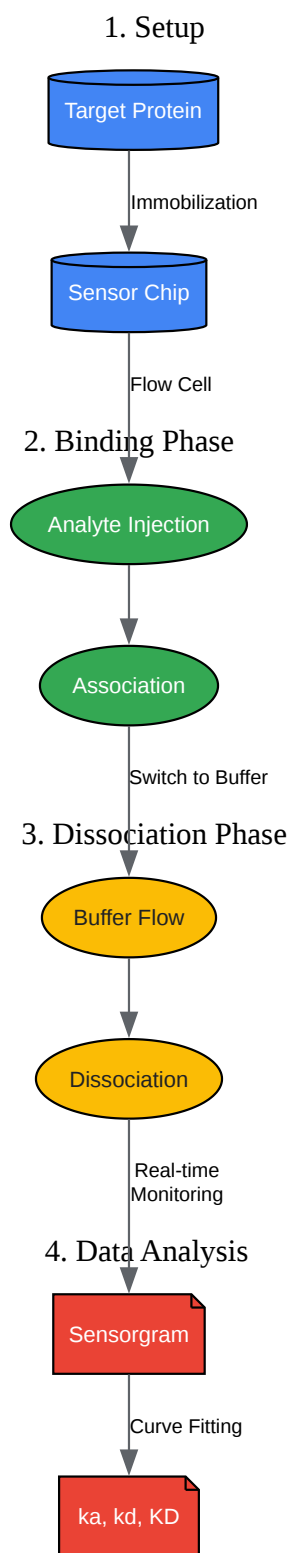 1. Setup
Target Protein
Immobilization
Sensor Chip
Flow Cell
2. Binding Phase
Analyte Injection
Association
Switch to Buffer
3. Dissociation Phase
Buffer Flow
Dissociation
Real-time
Monitoring
4. Data Analysis
Sensorgram
Curve Fitting
ka, kd, KD